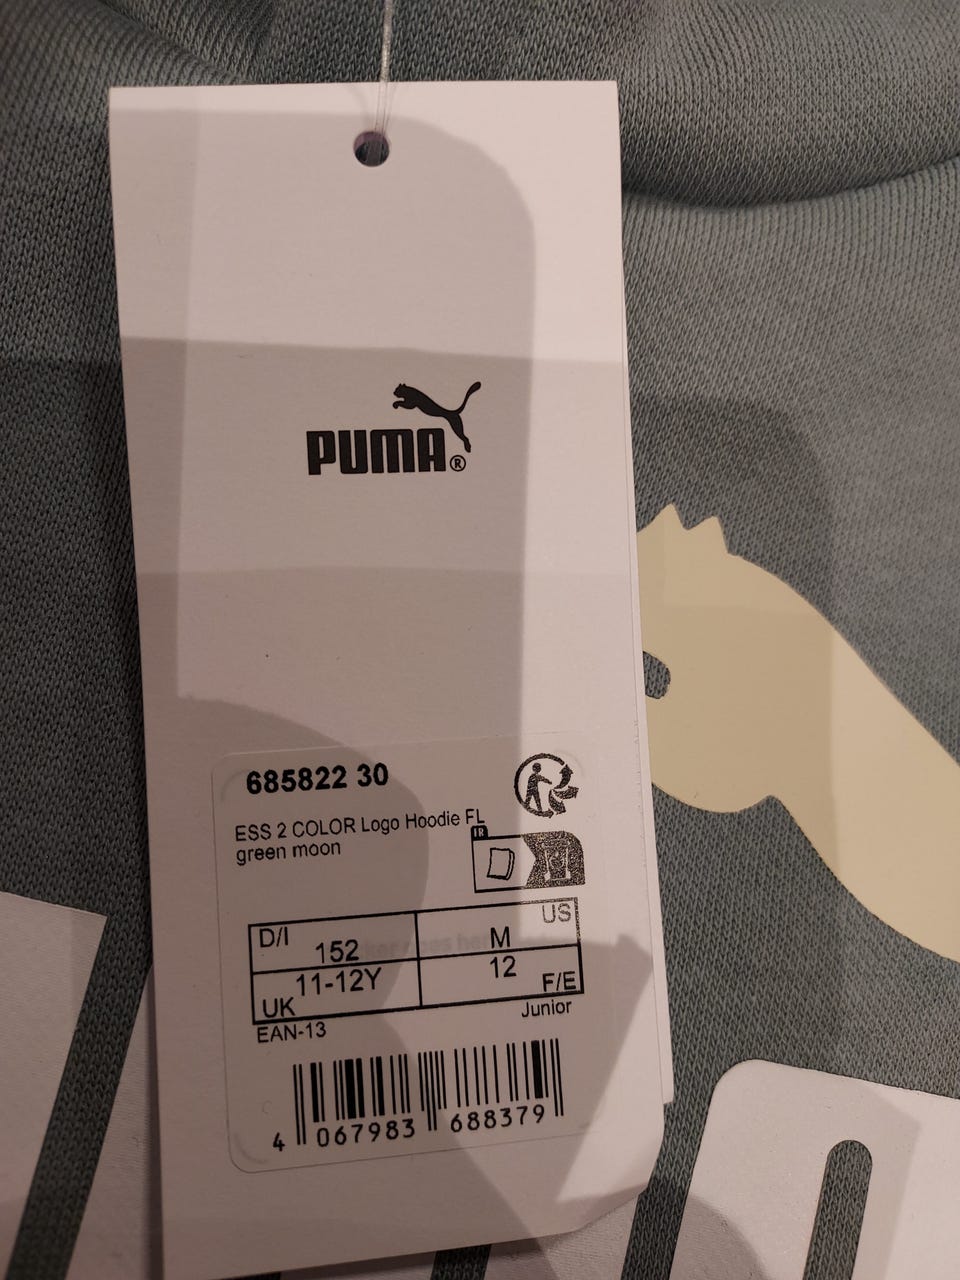 PUMA®
685822 30
ESS 2 COLOR Logo Hoodie FL
green moon
FR
D/I 152 M US
UK 11-12Y 12 F/E
EAN-13 Junior
4 067983 688379